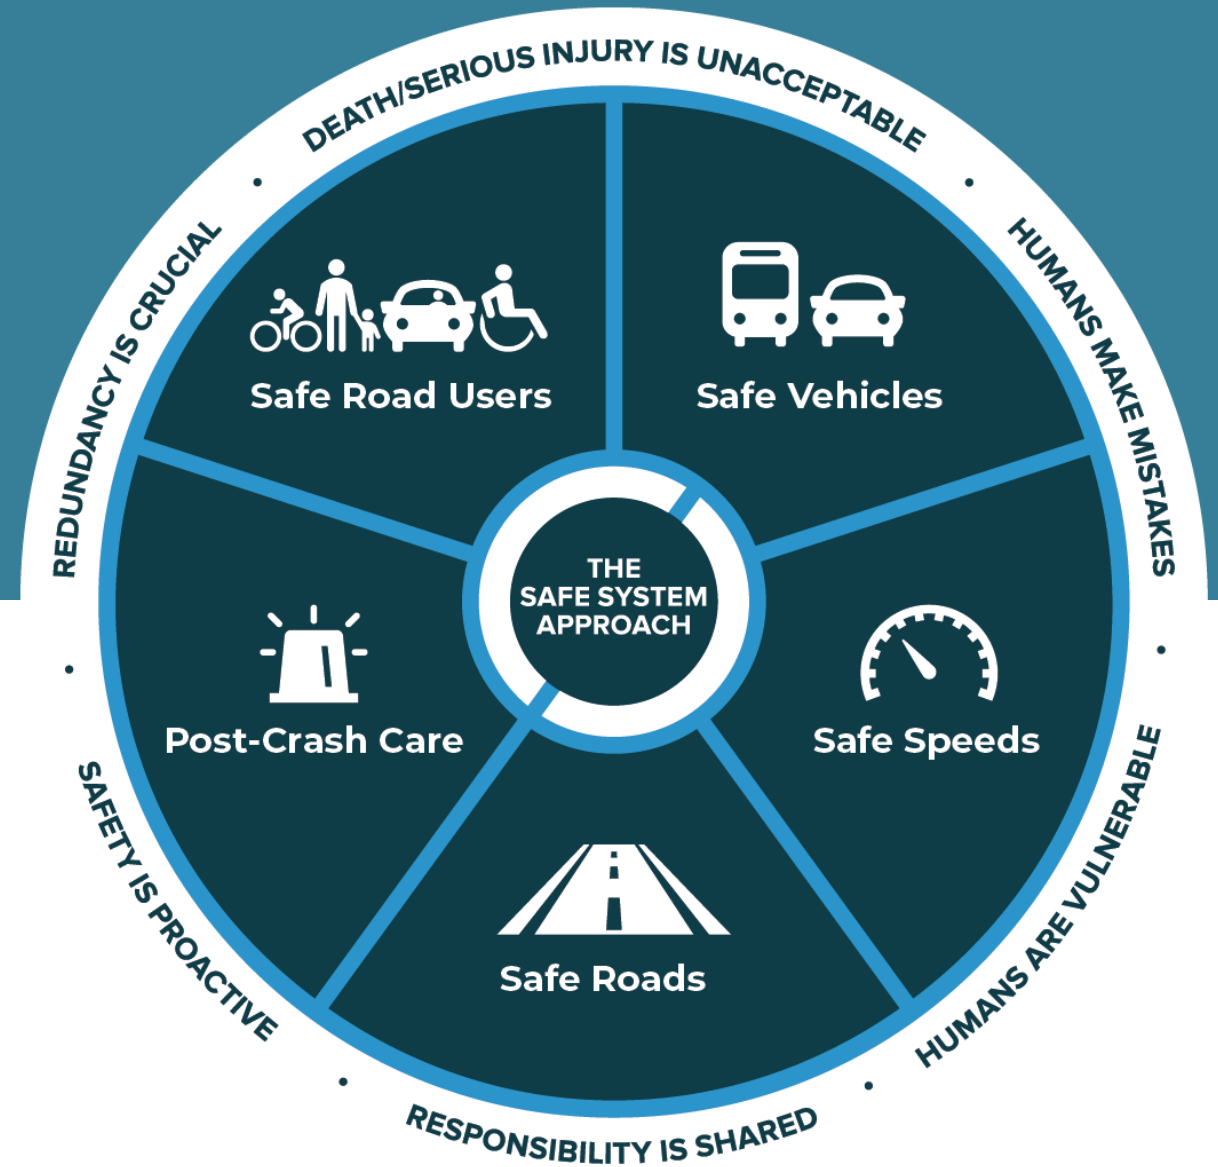 DEATH/SERIOUS INJURY IS UNACCEPTABLE
HUMANS MAKE MISTAKES
HUMANS ARE VULNERABLE
RESPONSIBILITY IS SHARED
SAFETY IS PROACTIVE
REDUNDANCY IS CRUCIAL
Safe Road Users
Safe Vehicles
Safe Speeds
Safe Roads
Post-Crash Care
THE
SAFE SYSTEM
APPROACH